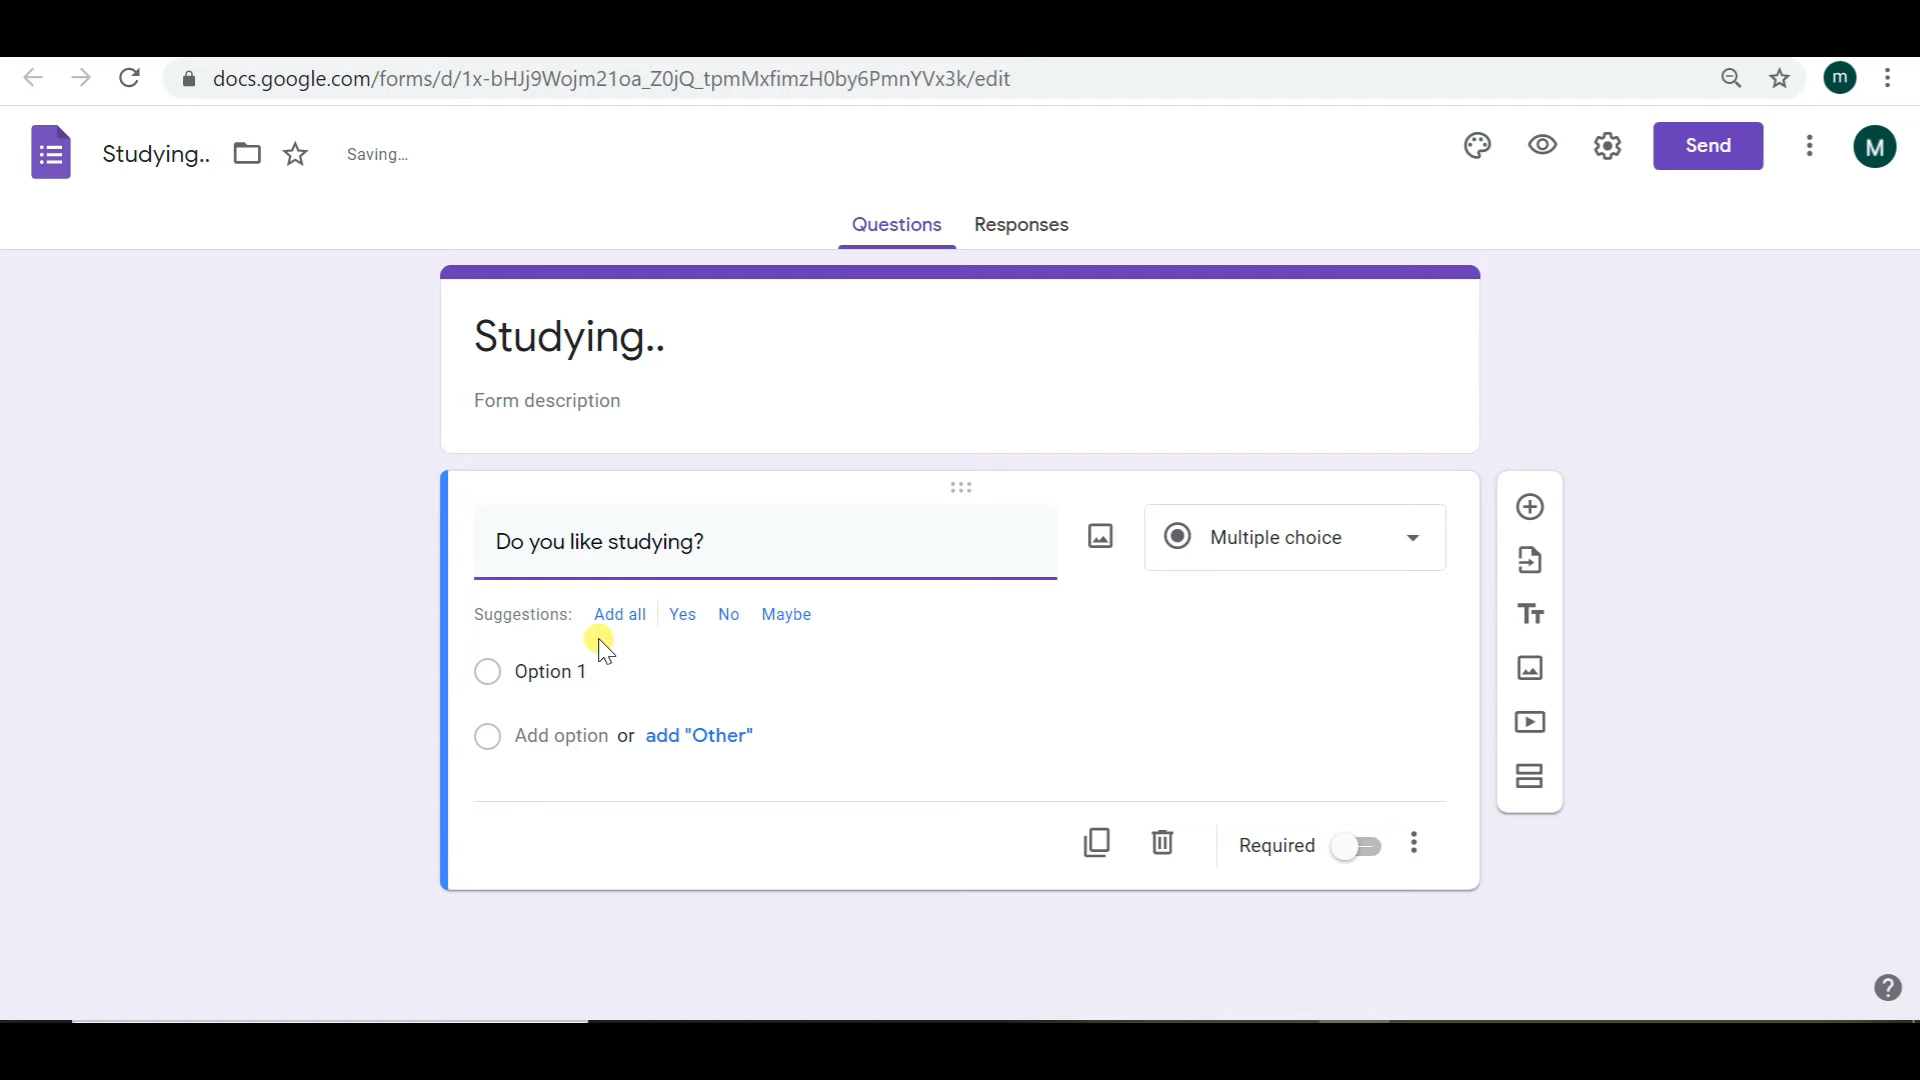 docs.google.com/forms/d/1x-bHJj9Wojm21oa_Z0jQ_tpmMxfimzH0by6PmnYVx3k/edit
m
Studying..
Saving...
Send
M
Questions
Responses
Studying..
Form description
Do you like studying?
Multiple choice
Suggestions: Add all Yes No Maybe
Option 1
Add option or add "Other"
Required